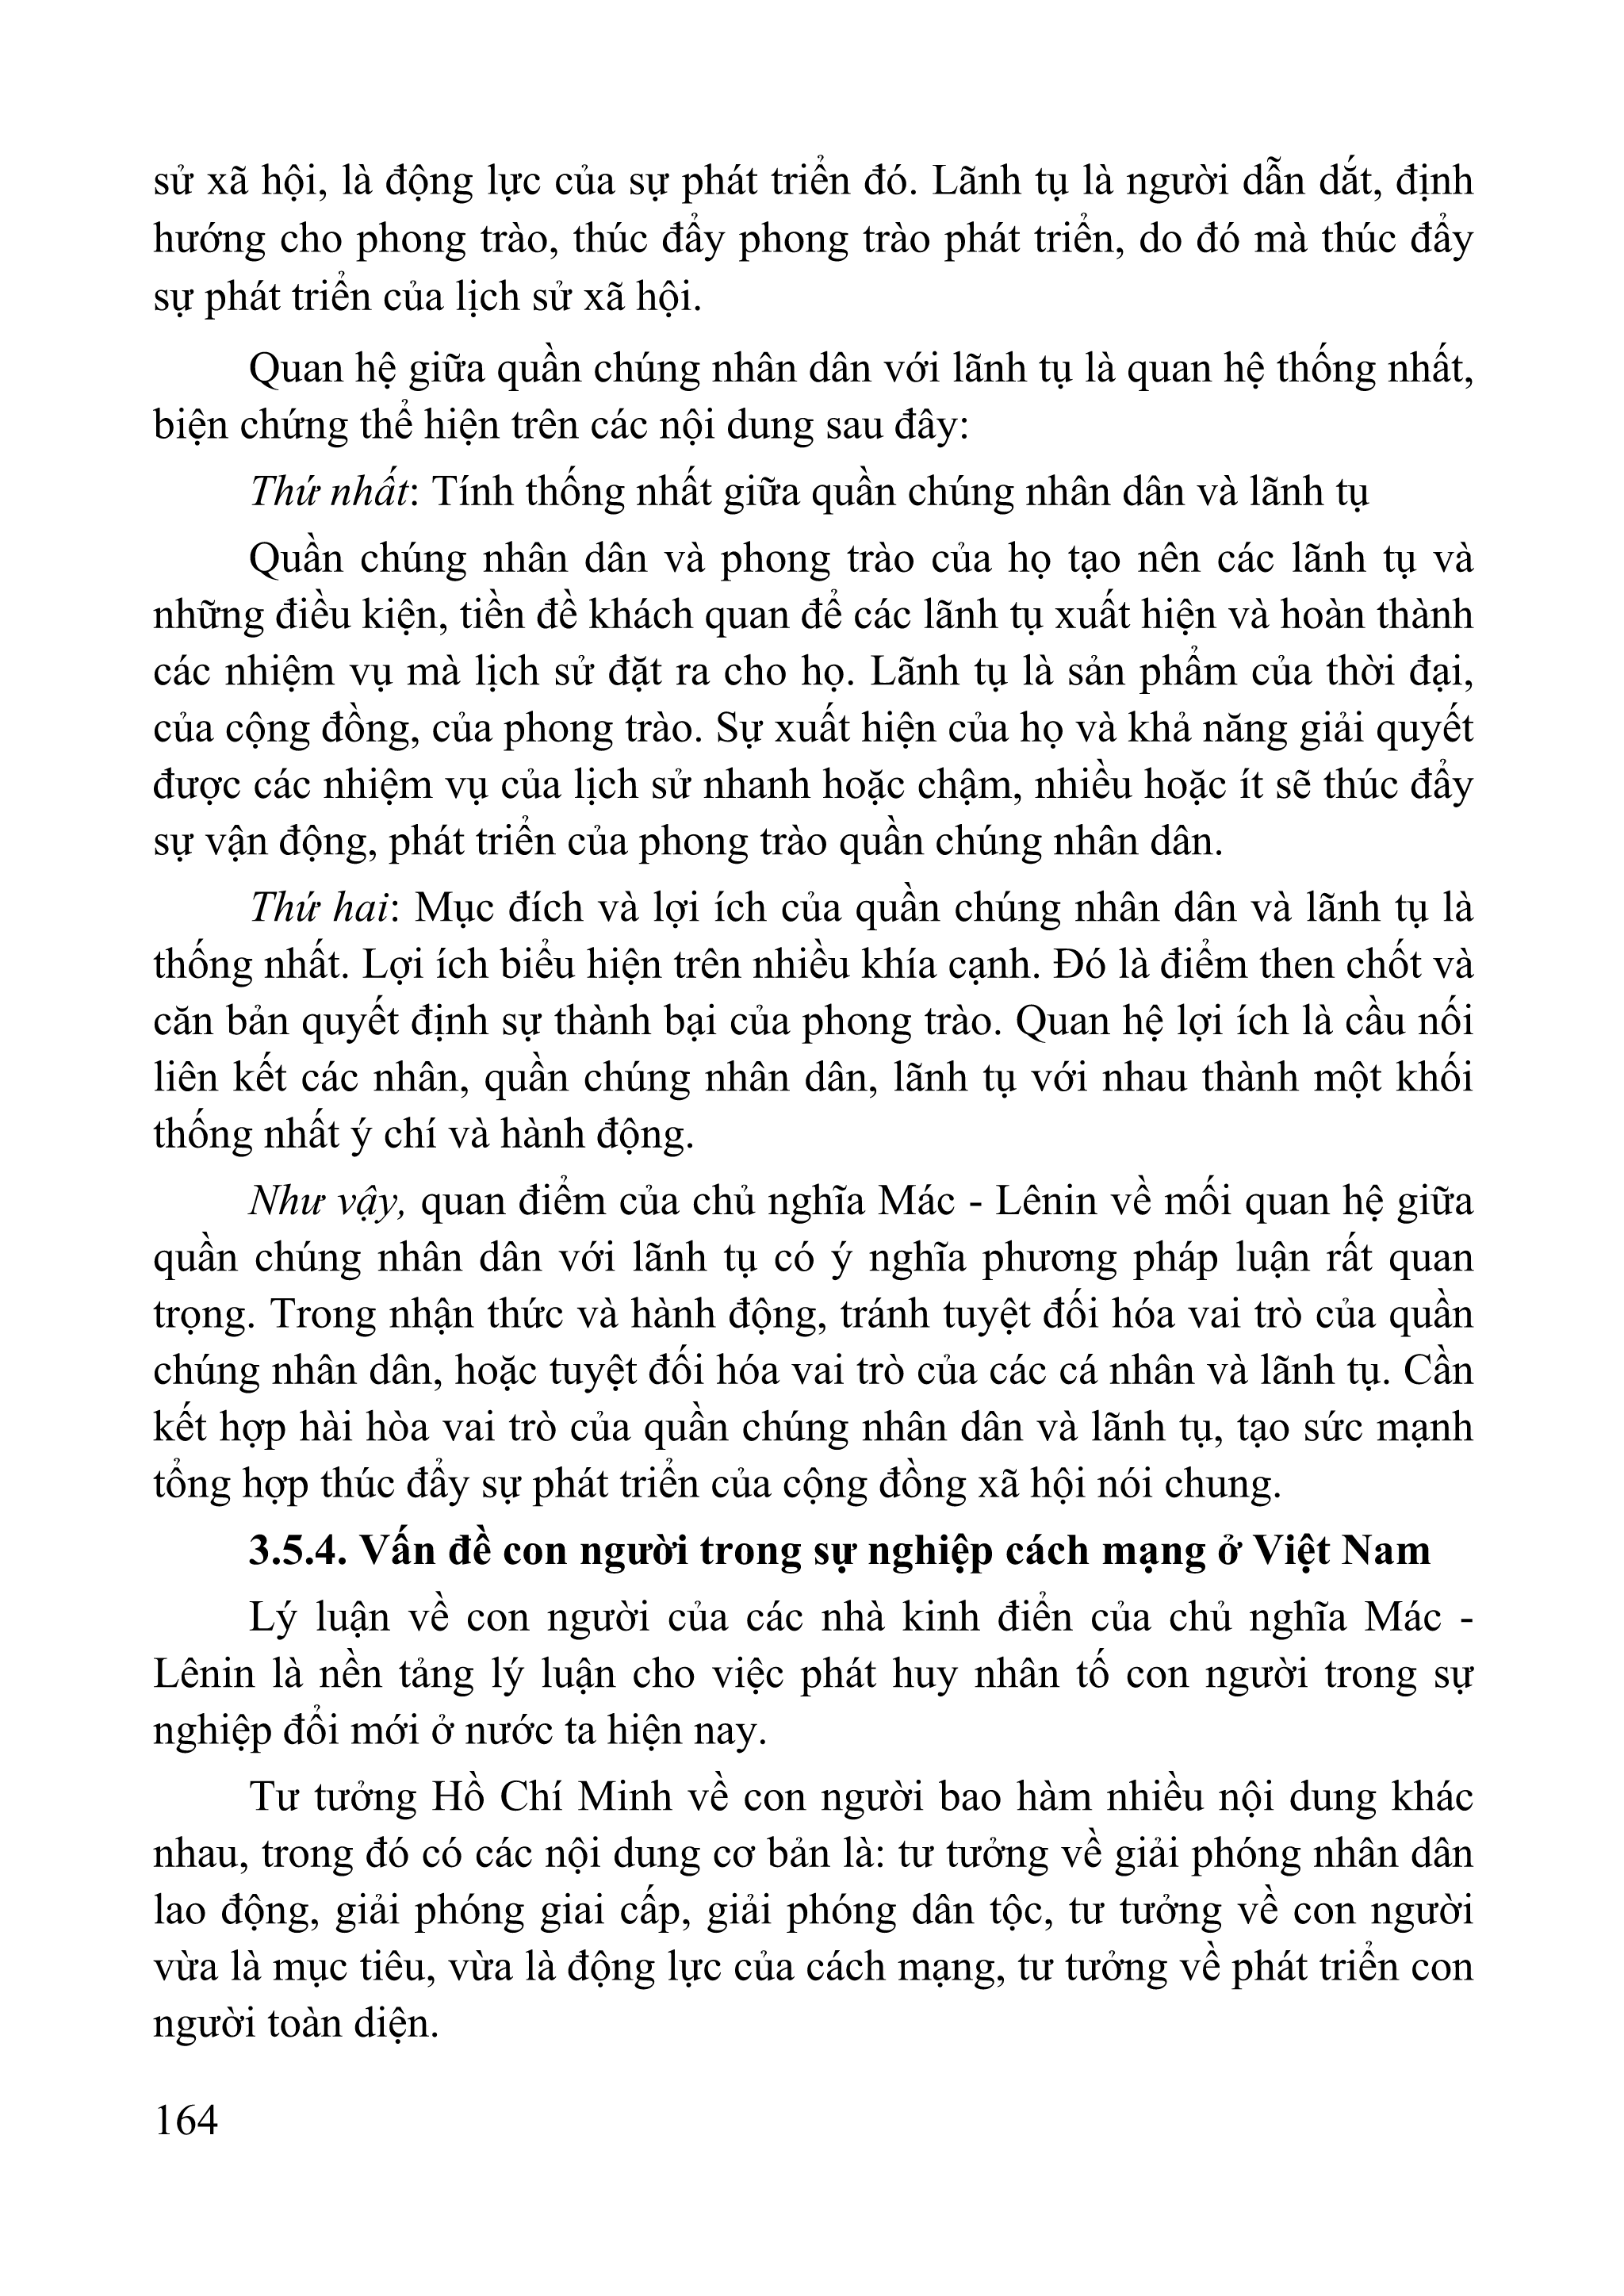 sử xã hội, là động lực của sự phát triển đó. Lãnh tụ là người dẫn dắt, định
hướng cho phong trào, thúc đẩy phong trào phát triển, do đó mà thúc đẩy
sự phát triển của lịch sử xã hội.
Quan hệ giữa quần chúng nhân dân với lãnh tụ là quan hệ thống nhất,
biện chứng thể hiện trên các nội dung sau đây:
Thứ nhất: Tính thống nhất giữa quần chúng nhân dân và lãnh tụ
Quần chúng nhân dân và phong trào của họ tạo nên các lãnh tụ và
những điều kiện, tiền đề khách quan để các lãnh tụ xuất hiện và hoàn thành
các nhiệm vụ mà lịch sử đặt ra cho họ. Lãnh tụ là sản phẩm của thời đại,
của cộng đồng, của phong trào. Sự xuất hiện của họ và khả năng giải quyết
được các nhiệm vụ của lịch sử nhanh hoặc chậm, nhiều hoặc ít sẽ thúc đẩy
sự vận động, phát triển của phong trào quần chúng nhân dân.
Thứ hai: Mục đích và lợi ích của quần chúng nhân dân và lãnh tụ là
thống nhất. Lợi ích biểu hiện trên nhiều khía cạnh. Đó là điểm then chốt và
căn bản quyết định sự thành bại của phong trào. Quan hệ lợi ích là cầu nối
liên kết các nhân, quần chúng nhân dân, lãnh tụ với nhau thành một khối
thống nhất ý chí và hành động.
Như vậy, quan điểm của chủ nghĩa Mác - Lênin về mối quan hệ giữa
quần chúng nhân dân với lãnh tụ có ý nghĩa phương pháp luận rất quan
trọng. Trong nhận thức và hành động, tránh tuyệt đối hóa vai trò của quần
chúng nhân dân, hoặc tuyệt đối hóa vai trò của các cá nhân và lãnh tụ. Cần
kết hợp hài hòa vai trò của quần chúng nhân dân và lãnh tụ, tạo sức mạnh
tổng hợp thúc đẩy sự phát triển của cộng đồng xã hội nói chung.
3.5.4. Vấn đề con người trong sự nghiệp cách mạng ở Việt Nam
Lý luận về con người của các nhà kinh điển của chủ nghĩa Mác -
Lênin là nền tảng lý luận cho việc phát huy nhân tố con người trong sự
nghiệp đổi mới ở nước ta hiện nay.
Tư tưởng Hồ Chí Minh về con người bao hàm nhiều nội dung khác
nhau, trong đó có các nội dung cơ bản là: tư tưởng về giải phóng nhân dân
lao động, giải phóng giai cấp, giải phóng dân tộc, tư tưởng về con người
vừa là mục tiêu, vừa là động lực của cách mạng, tư tưởng về phát triển con
người toàn diện.
164